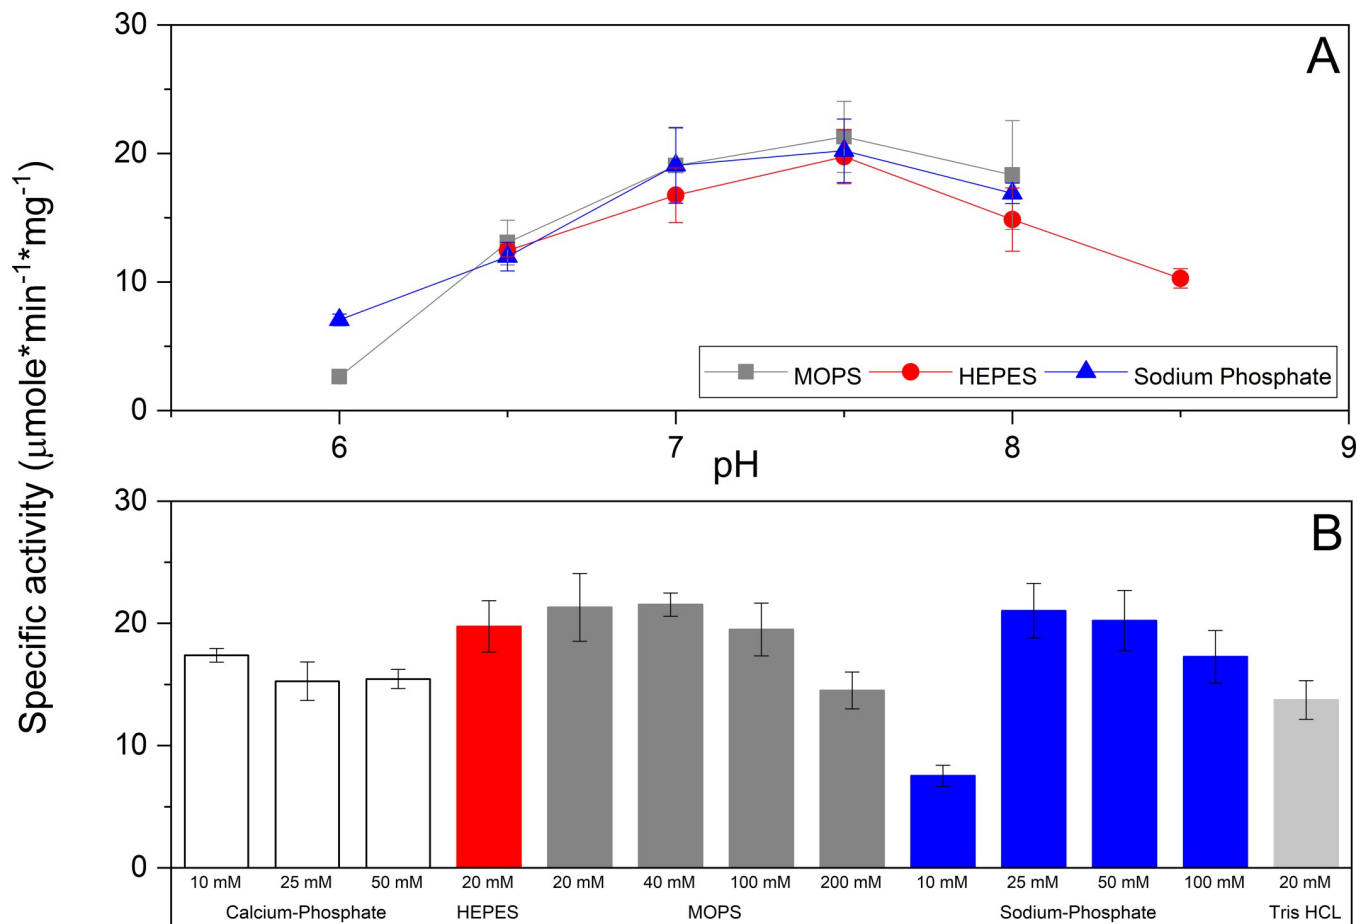 Specific activity (μmole*min⁻¹*mg⁻¹)
A
30
20
10
0
MOPS HEPES Sodium Phosphate
6 7 8 9
pH
B
30
20
10
0
10 mM 25 mM 50 mM 20 mM 20 mM 40 mM 100 mM 200 mM 10 mM 25 mM 50 mM 100 mM 20 mM
Calcium-Phosphate HEPES MOPS Sodium-Phosphate Tris HCL